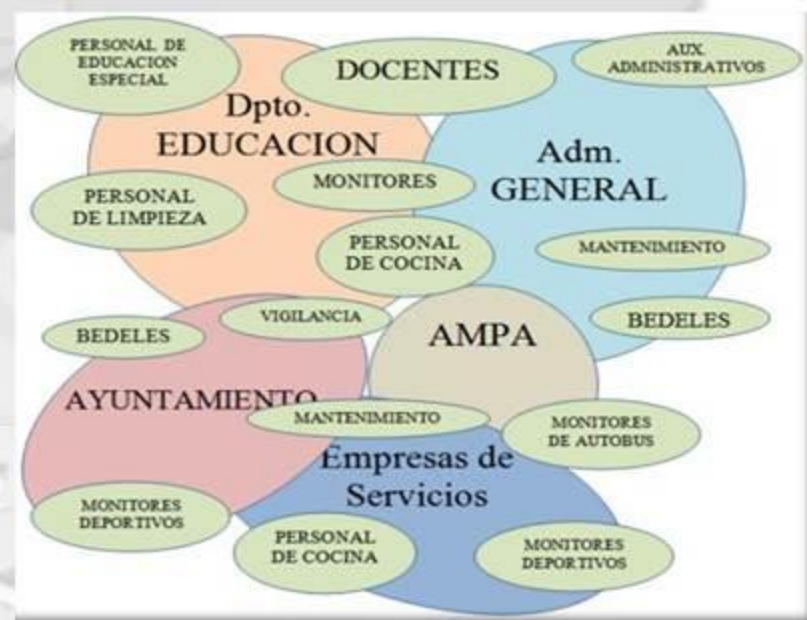 PERSONAL DE
EDUCACION
ESPECIAL
DOCENTES
AUX.
ADMINISTRATIVOS
Dpto.
EDUCACION
Adm.
GENERAL
MONITORES
PERSONAL
DE LIMPIEZA
PERSONAL
DE COCINA
MANTENIMIENTO
BEDELES
VIGILANCIA
BEDELES
AMPA
AYUNTAMIENTO
MANTENIMIENTO
MONITORES
DE AUTOBUS
Empresas de
Servicios
MONITORES
DEPORTIVOS
PERSONAL
DE COCINA
MONITORES
DEPORTIVOS